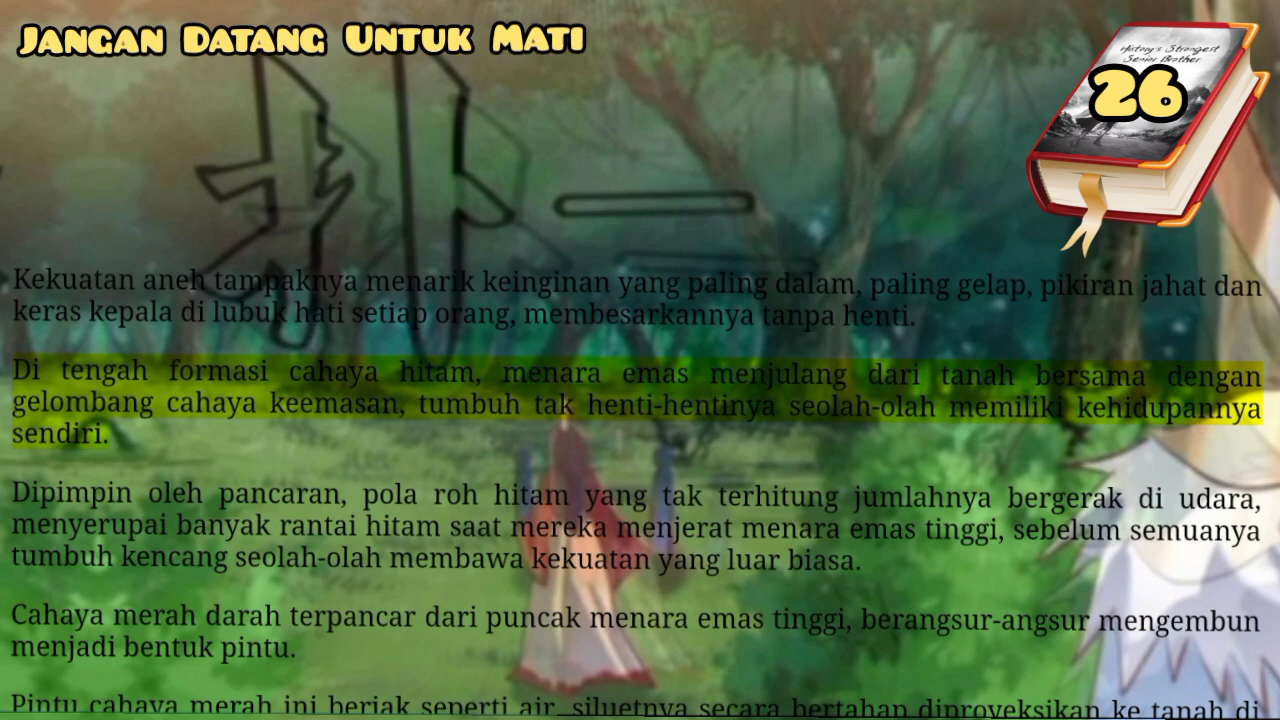 Jangan Datang Untuk Mati
History's Strongest
Senior Brother
26
Kekuatan aneh tampaknya menarik keinginan yang paling dalam, paling gelap, pikiran jahat dan
keras kepala di lubuk hati setiap orang, membesarkannya tanpa henti.
Di tengah formasi cahaya hitam, menara emas menjulang dari tanah bersama dengan
gelombang cahaya keemasan, tumbuh tak henti-hentinya seolah-olah memiliki kehidupannya
sendiri.
Dipimpin oleh pancaran, pola roh hitam yang tak terhitung jumlahnya bergerak di udara,
menyerupai banyak rantai hitam saat mereka menjerat menara emas tinggi, sebelum semuanya
tumbuh kencang seolah-olah membawa kekuatan yang luar biasa.
Cahaya merah darah terpancar dari puncak menara emas tinggi, berangsur-angsur mengembun
menjadi bentuk pintu.
Pintu cahaya merah ini beriak seperti air, siluetnya secara bertahap diproyeksikan ke tanah di